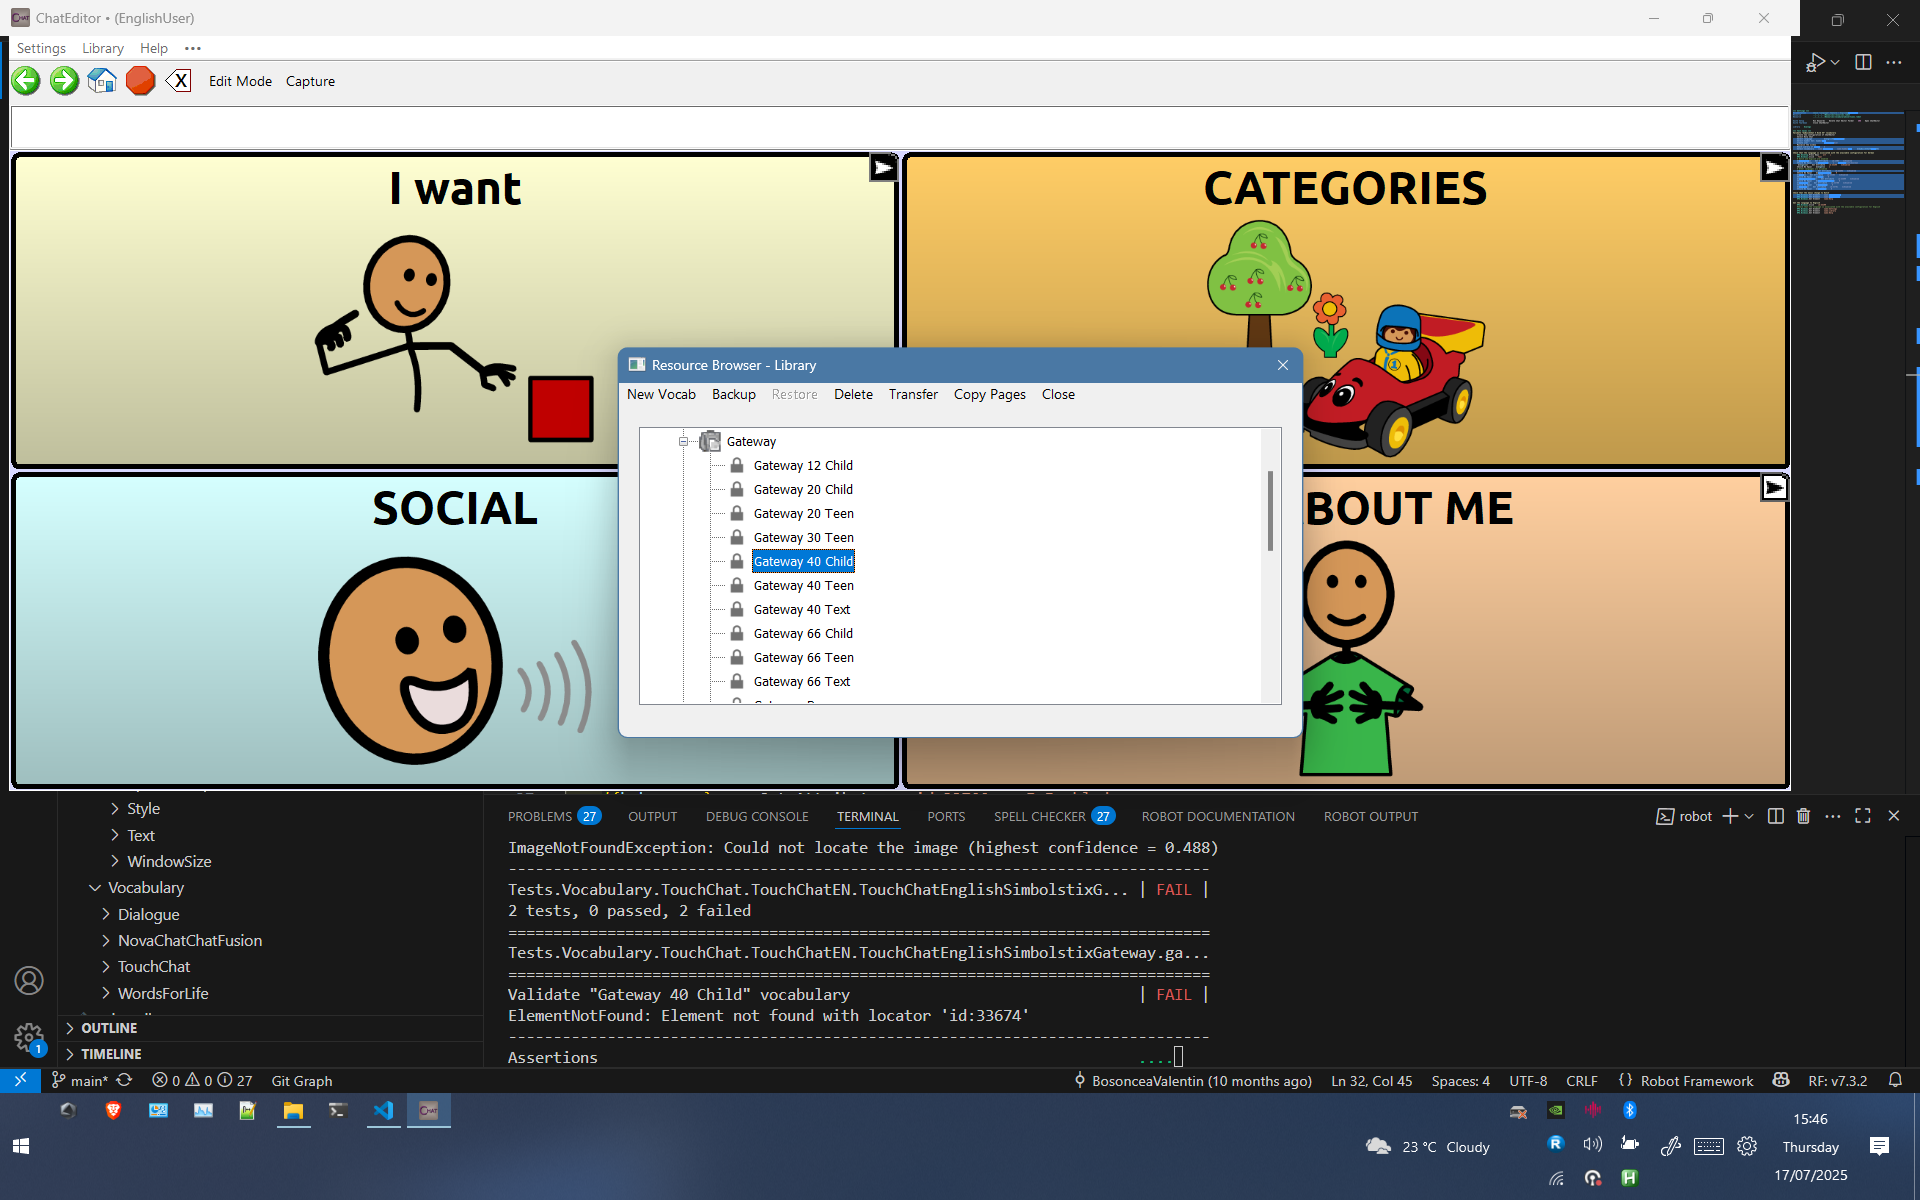 ChatEditor • (EnglishUser)
Settings Library Help •••
Edit Mode Capture
I want
CATEGORIES
SOCIAL
BOUT ME
Resource Browser - Library
New Vocab Backup Restore Delete Transfer Copy Pages Close
Gateway
Gateway 12 Child
Gateway 20 Child
Gateway 20 Teen
Gateway 30 Teen
Gateway 40 Child
Gateway 40 Teen
Gateway 40 Text
Gateway 66 Child
Gateway 66 Teen
Gateway 66 Text
Style
Text
WindowSize
Vocabulary
Dialogue
NovaChatChatFusion
TouchChat
WordsForLife
OUTLINE
TIMELINE
PROBLEMS 27 OUTPUT DEBUG CONSOLE TERMINAL PORTS SPELL CHECKER 27 ROBOT DOCUMENTATION ROBOT OUTPUT
robot
ImageNotFoundException: Could not locate the image (highest confidence = 0.488)
------------------------------------------------------------------------------
Tests.Vocabulary.TouchChat.TouchChatEN.TouchChatEnglishSimbolstixG... | FAIL |
2 tests, 0 passed, 2 failed
==============================================================================
Tests.Vocabulary.TouchChat.TouchChatEN.TouchChatEnglishSimbolstixGateway.ga...
==============================================================================
Validate "Gateway 40 Child" vocabulary | FAIL |
ElementNotFound: Element not found with locator 'id:33674'
------------------------------------------------------------------------------
Assertions ....
1
main* 0 0 27 Git Graph
BosonceaValentin (10 months ago) Ln 32, Col 45 Spaces: 4 UTF-8 CRLF {} Robot Framework RF: v7.3.2
23 °C Cloudy
15:46
Thursday
17/07/2025